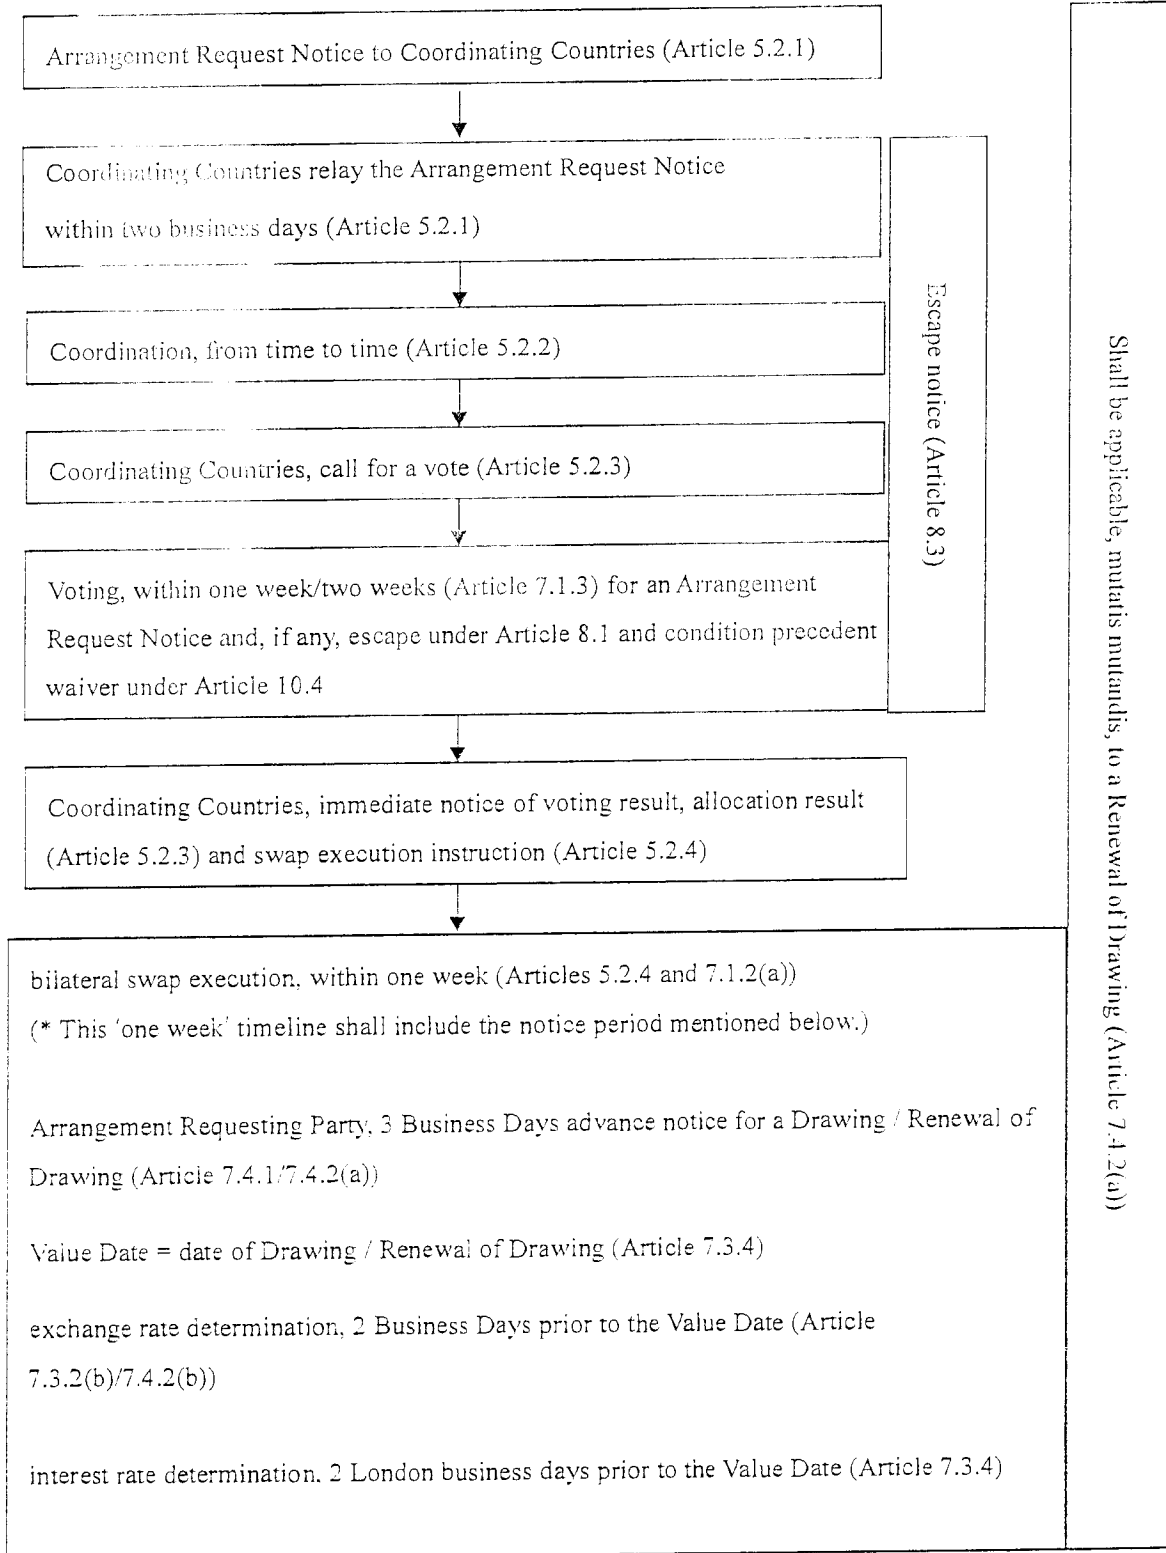 Arrangement Request Notice to Coordinating Countries (Article 5.2.1)
Coordinating Countries relay the Arrangement Request Notice
within two business days (Article 5.2.1)
Coordination, from time to time (Article 5.2.2)
Coordinating Countries, call for a vote (Article 5.2.3)
Voting, within one week/two weeks (Article 7.1.3) for an Arrangement
Request Notice and, if any, escape under Article 8.1 and condition precedent
waiver under Article 10.4
Escape notice (Article 8.3)
Coordinating Countries, immediate notice of voting result, allocation result
(Article 5.2.3) and swap execution instruction (Article 5.2.4)
bilateral swap execution, within one week (Articles 5.2.4 and 7.1.2(a))
(* This 'one week' timeline shall include the notice period mentioned below.)
Arrangement Requesting Party, 3 Business Days advance notice for a Drawing / Renewal of
Drawing (Article 7.4.1/7.4.2(a))
Value Date = date of Drawing / Renewal of Drawing (Article 7.3.4)
exchange rate determination, 2 Business Days prior to the Value Date (Article
7.3.2(b)/7.4.2(b))
interest rate determination, 2 London business days prior to the Value Date (Article 7.3.4)
Shall be applicable, mutatis mutandis, to a Renewal of Drawing (Article 7.4.2(a))